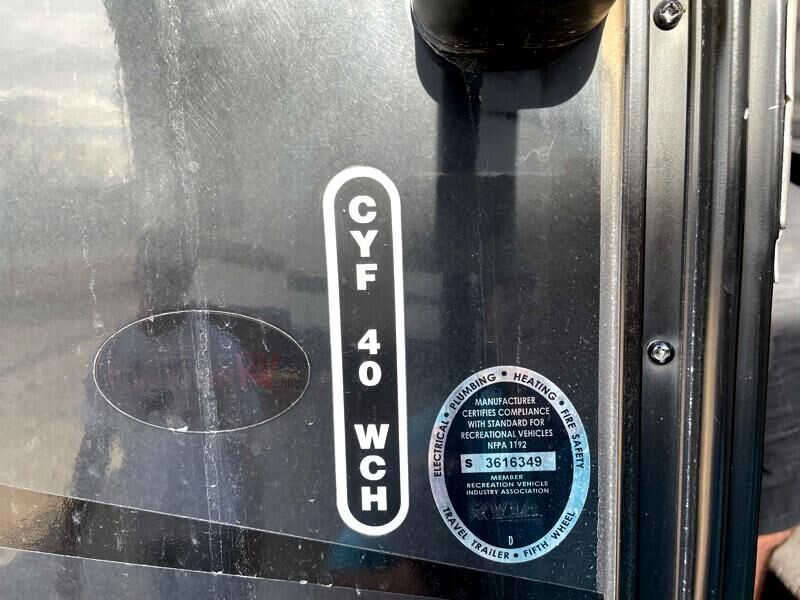 CYF 40 WCH
ELECTRICAL • PLUMBING • HEATING • FIRE SAFETY
MANUFACTURER
CERTIFIES COMPLIANCE
WITH STANDARD FOR
RECREATIONAL VEHICLES
NFPA 1192
S 3616349
MEMBER
RECREATION VEHICLE
INDUSTRY ASSOCIATION
D
TRAVEL TRAILER • FIFTH WHEEL